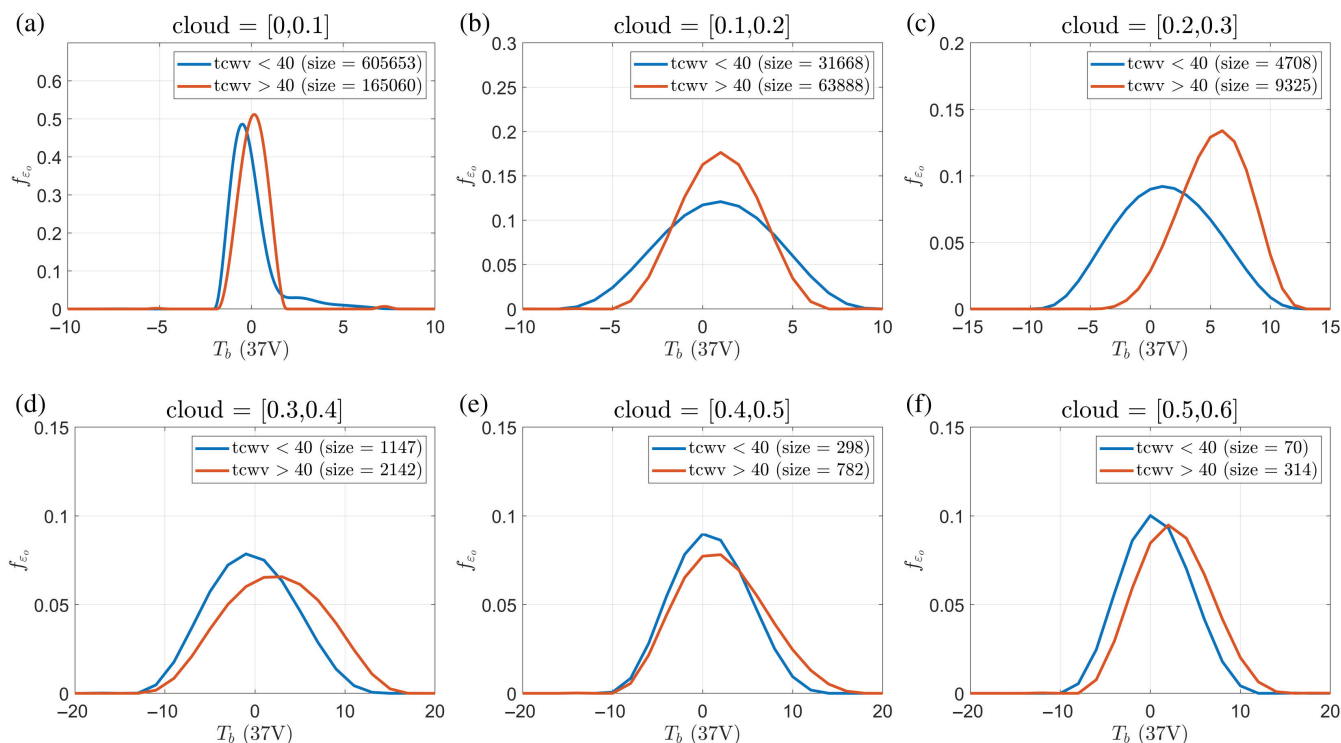 (a)
cloud = [0,0.1]
tcwv < 40 (size = 605653)
tcwv > 40 (size = 165060)
0.6
0.5
0.4
0.3
0.2
0.1
0
f_{ε_o}
−10 −5 0 5 10
T_b (37V)
(b)
cloud = [0.1,0.2]
tcwv < 40 (size = 31668)
tcwv > 40 (size = 63888)
0.3
0.25
0.2
0.15
0.1
0.05
0
f_{ε_o}
−10 −5 0 5 10
T_b (37V)
(c)
cloud = [0.2,0.3]
tcwv < 40 (size = 4708)
tcwv > 40 (size = 9325)
0.2
0.15
0.1
0.05
0
f_{ε_o}
−15 −10 −5 0 5 10 15
T_b (37V)
(d)
cloud = [0.3,0.4]
tcwv < 40 (size = 1147)
tcwv > 40 (size = 2142)
0.15
0.1
0.05
0
f_{ε_o}
−20 −10 0 10 20
T_b (37V)
(e)
cloud = [0.4,0.5]
tcwv < 40 (size = 298)
tcwv > 40 (size = 782)
0.15
0.1
0.05
0
f_{ε_o}
−20 −10 0 10 20
T_b (37V)
(f)
cloud = [0.5,0.6]
tcwv < 40 (size = 70)
tcwv > 40 (size = 314)
0.15
0.1
0.05
0
f_{ε_o}
−20 −10 0 10 20
T_b (37V)